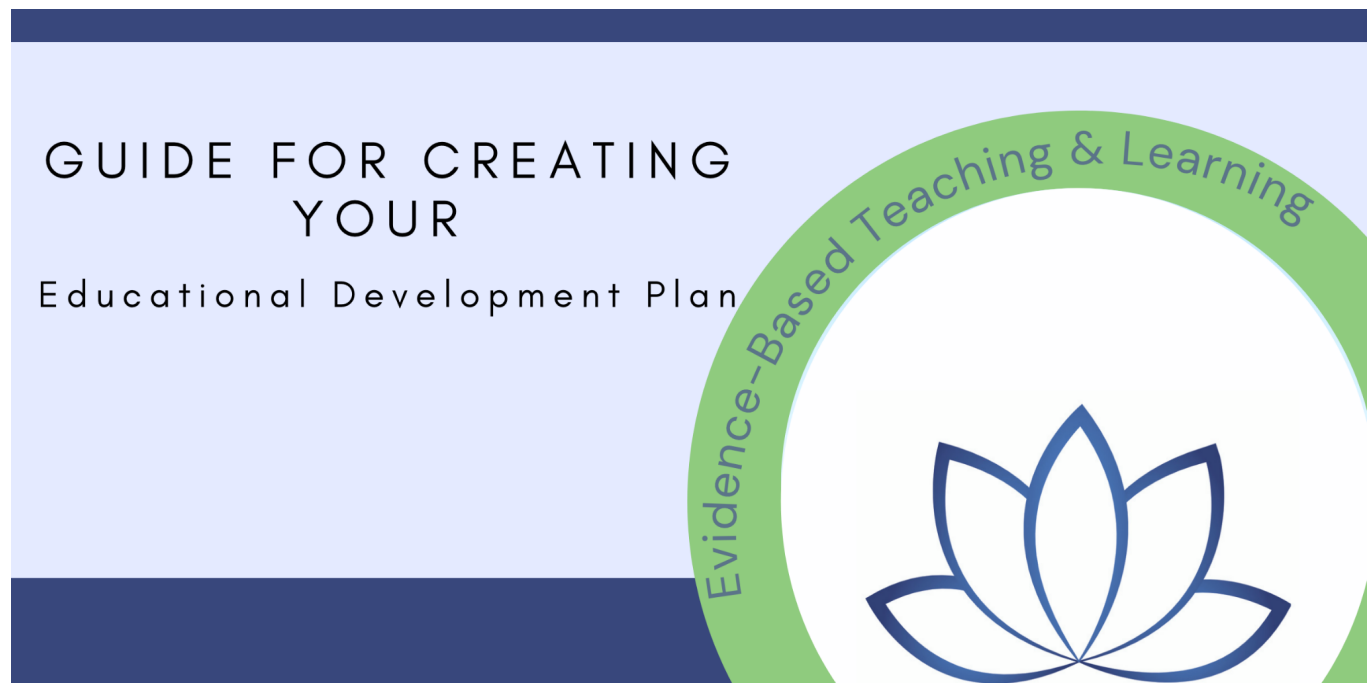 GUIDE FOR CREATING
YOUR
Educational Development Plan
Evidence-Based Teaching & Learning